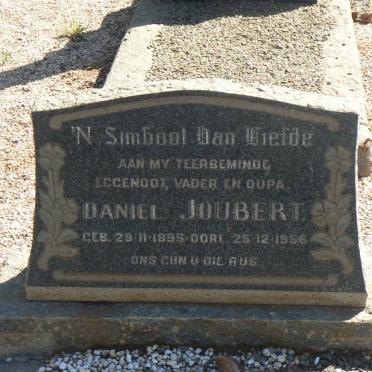 'N Simbool Van Liefde
AAN MY TEERBEMINDE
EGGENOOT, VADER EN OUPA.
DANIEL JOUBERT
GEB. 29-11-1895-OORL. 25-12-1956
ONS GUN U DIE RUS